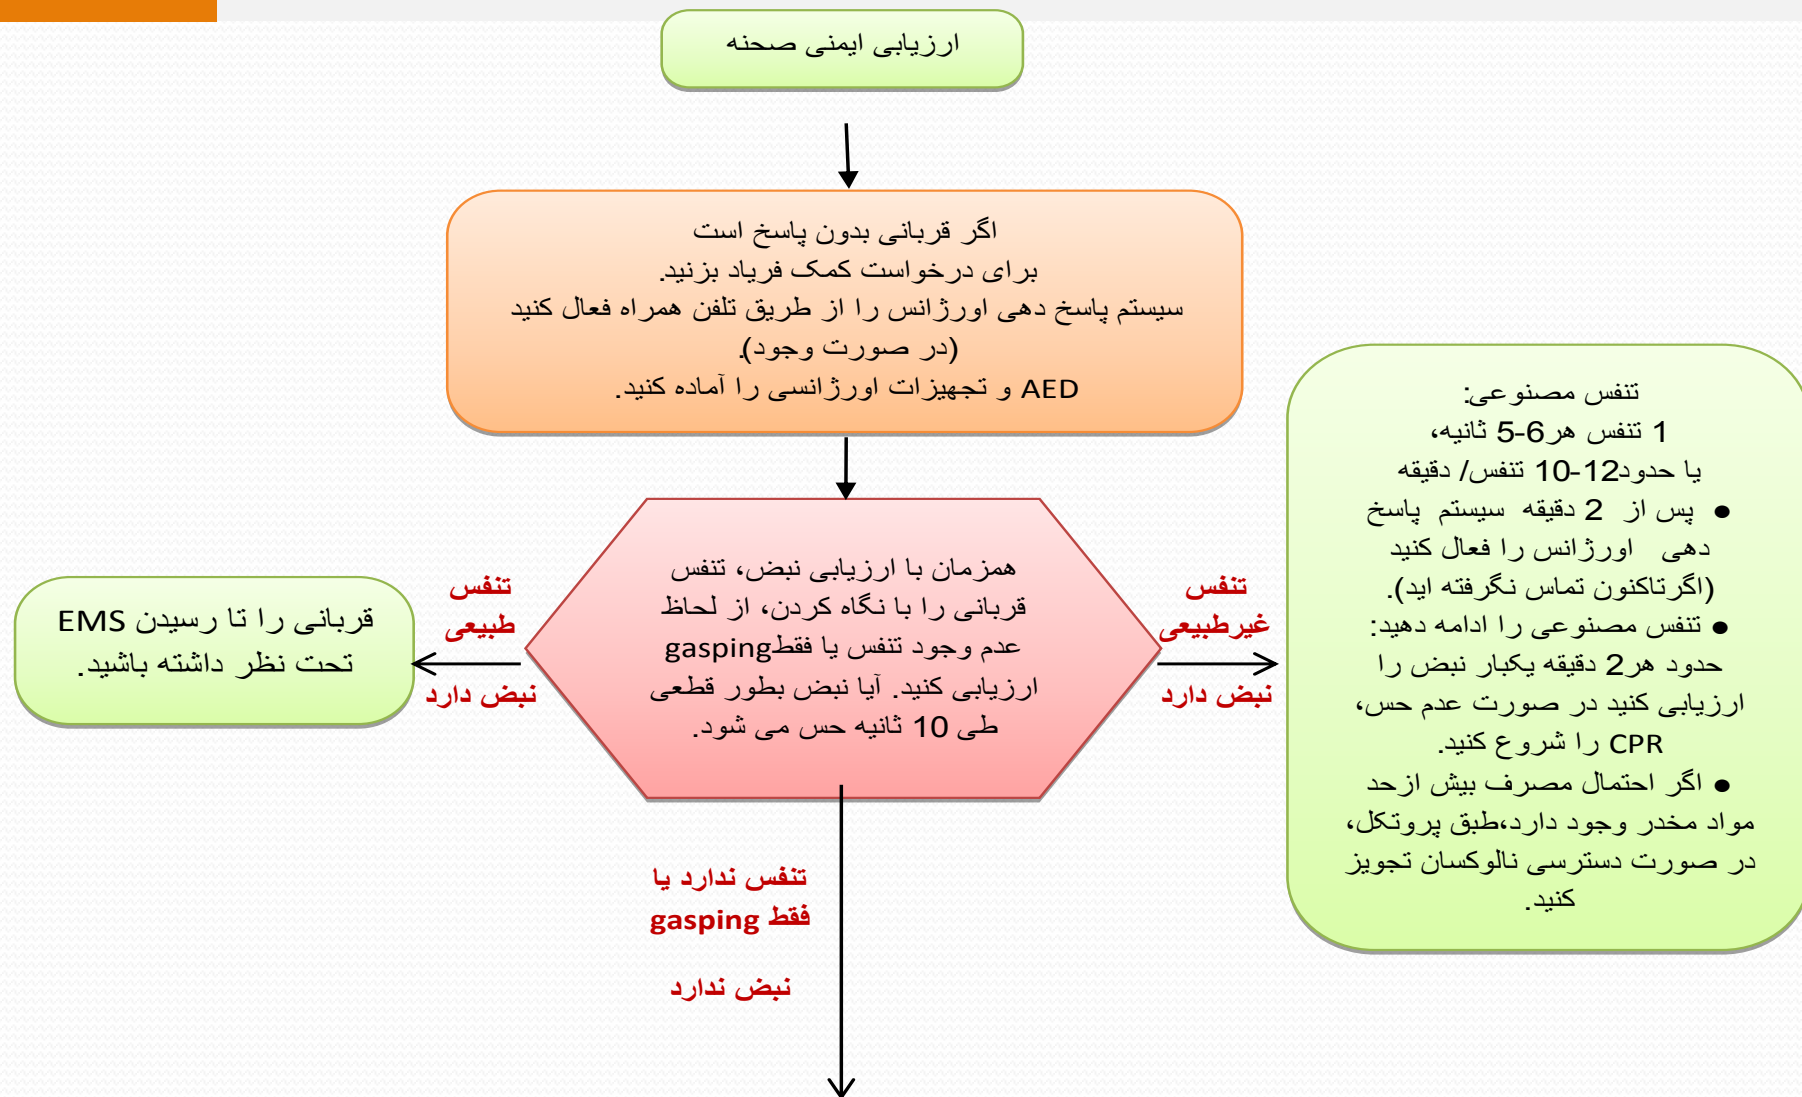 ارزیابی ایمنی صحنه
اگر قربانی بدون پاسخ است
برای درخواست کمک فریاد بزنید.
سیستم پاسخ دهی اورژانس را از طریق تلفن همراه فعال کنید
(در صورت وجود).
AED و تجهیزات اورژانسی را آماده کنید.
همزمان با ارزیابی نبض، تنفس
قربانی را با نگاه کردن، از لحاظ
عدم وجود تنفس یا فقطgasping
ارزیابی کنید. آیا نبض بطور قطعی
طی 10 ثانیه حس می شود.
تنفس
غیرطبیعی
نبض دارد
تنفس مصنوعی:
1 تنفس هر6-5 ثانیه،
یا حدود12-10 تنفس/ دقیقه
● پس از 2 دقیقه سیستم پاسخ
دهی اورژانس را فعال کنید
(اگرتاکنون تماس نگرفته اید).
● تنفس مصنوعی را ادامه دهید:
حدود هر2 دقیقه یکبار نبض را
ارزیابی کنید در صورت عدم حس،
CPR را شروع کنید.
● اگر احتمال مصرف بیش ازحد
مواد مخدر وجود دارد،طبق پروتکل،
در صورت دسترسی نالوکسان تجویز
کنید.
تنفس
طبیعی
نبض دارد
قربانی را تا رسیدن EMS
تحت نظر داشته باشید.
تنفس ندارد یا
فقط gasping
نبض ندارد